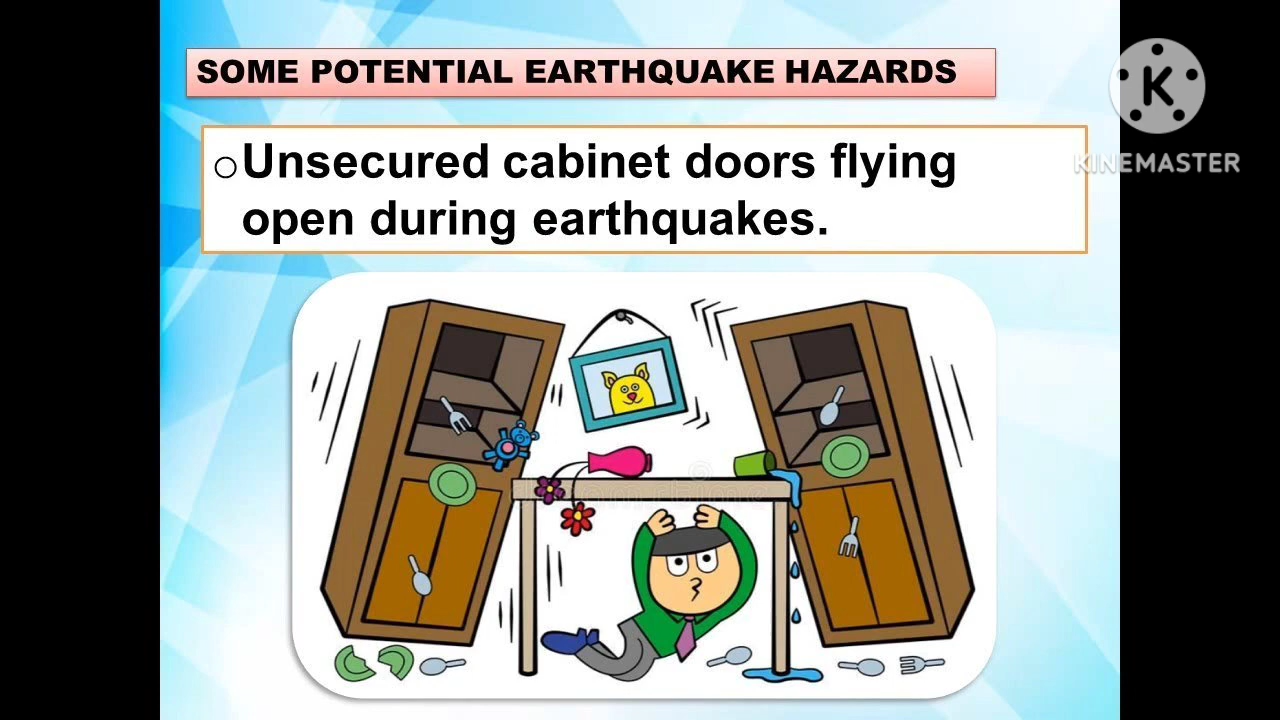 SOME POTENTIAL EARTHQUAKE HAZARDS
K
KINEMASTER
○Unsecured cabinet doors flying
open during earthquakes.